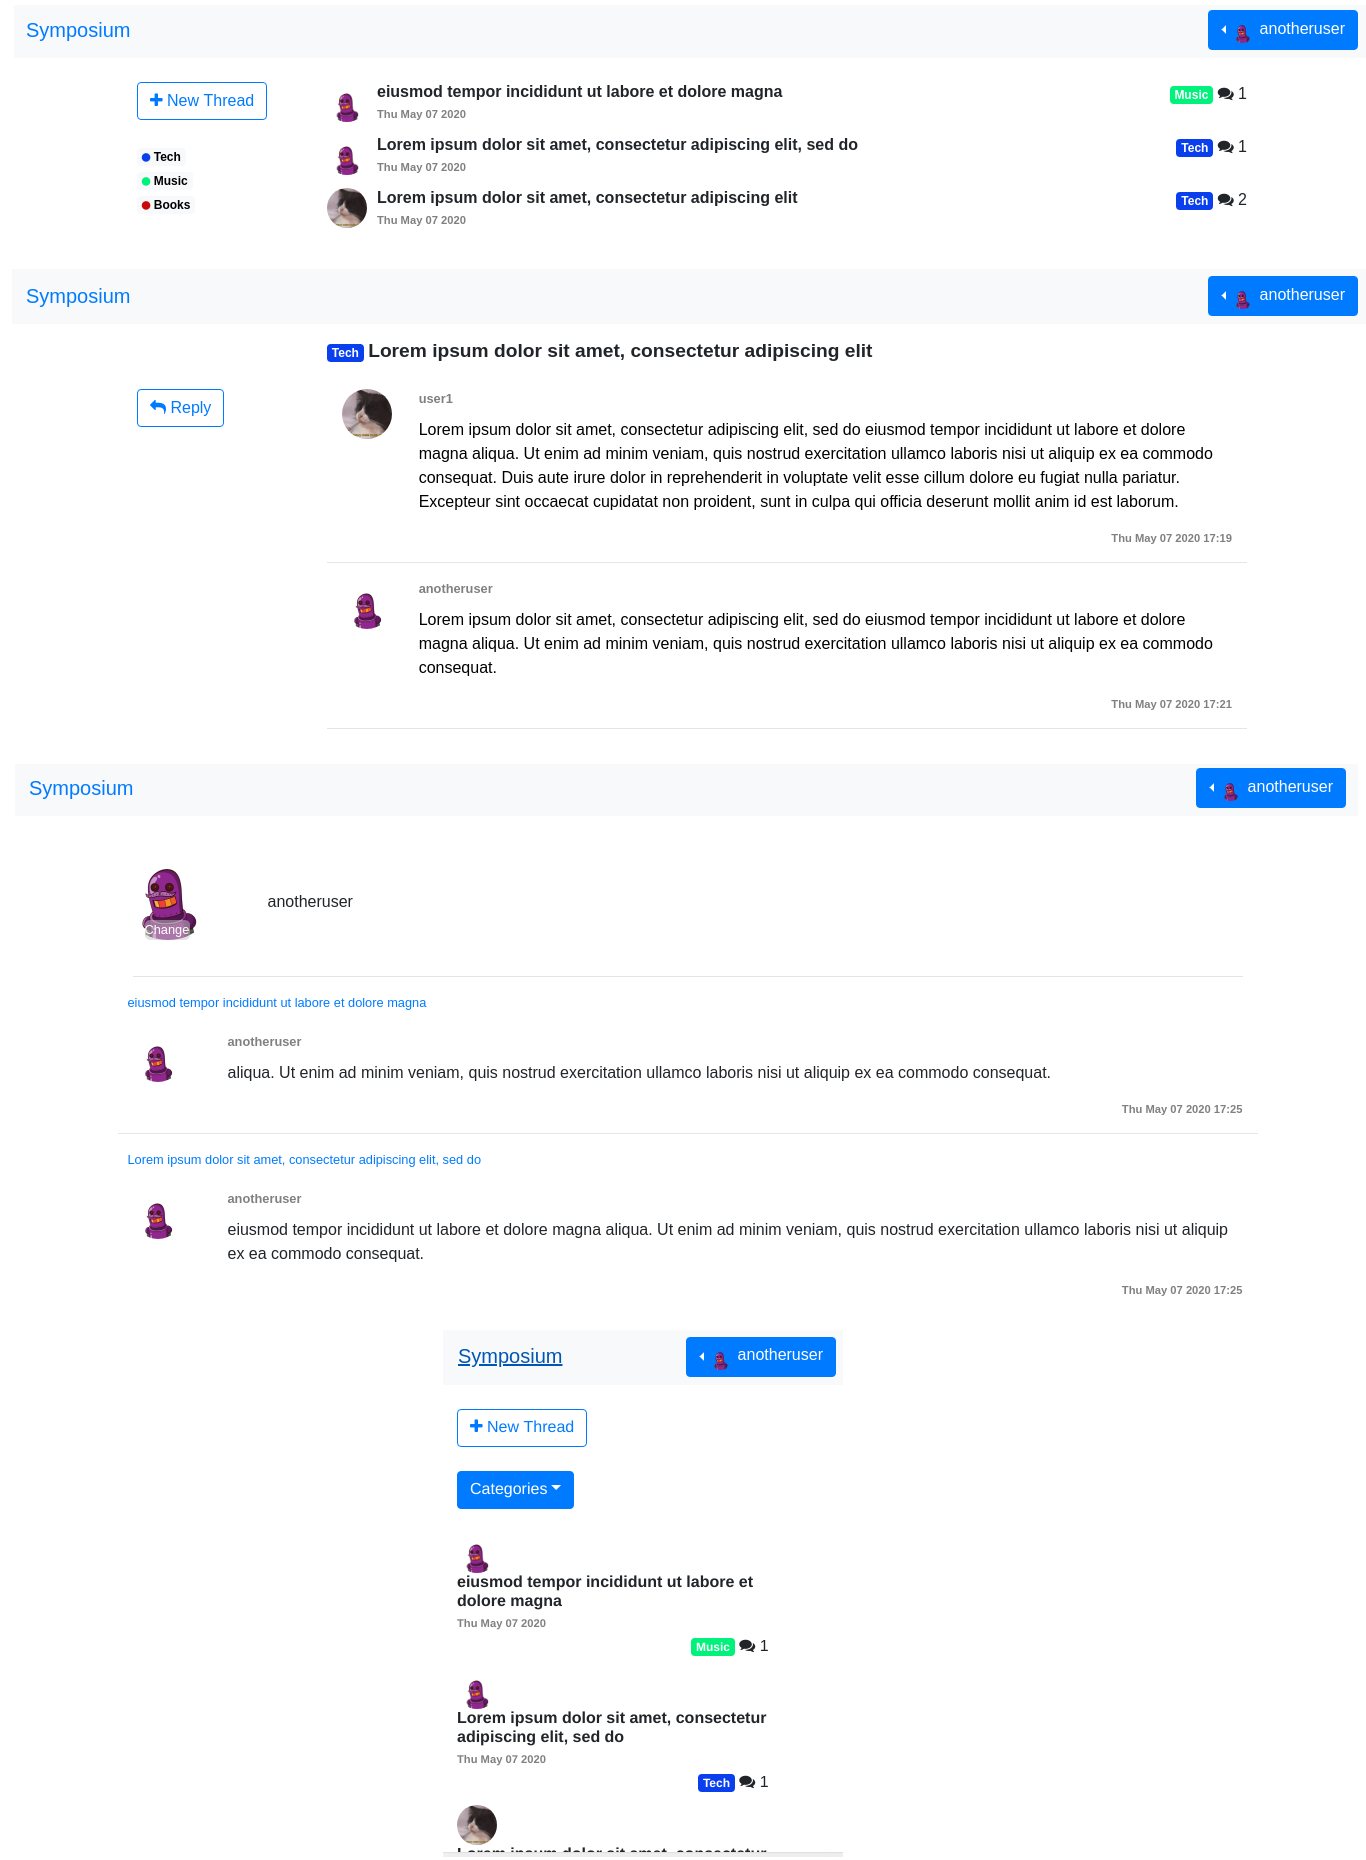 Symposium
anotheruser
New Thread
Tech
Music
Books
eiusmod tempor incididunt ut labore et dolore magna
Thu May 07 2020
Music 1
Lorem ipsum dolor sit amet, consectetur adipiscing elit, sed do
Thu May 07 2020
Tech 1
Lorem ipsum dolor sit amet, consectetur adipiscing elit
Thu May 07 2020
Tech 2
Symposium
anotheruser
Reply
Tech Lorem ipsum dolor sit amet, consectetur adipiscing elit
user1
Lorem ipsum dolor sit amet, consectetur adipiscing elit, sed do eiusmod tempor incididunt ut labore et dolore
magna aliqua. Ut enim ad minim veniam, quis nostrud exercitation ullamco laboris nisi ut aliquip ex ea commodo
consequat. Duis aute irure dolor in reprehenderit in voluptate velit esse cillum dolore eu fugiat nulla pariatur.
Excepteur sint occaecat cupidatat non proident, sunt in culpa qui officia deserunt mollit anim id est laborum.
Thu May 07 2020 17:19
anotheruser
Lorem ipsum dolor sit amet, consectetur adipiscing elit, sed do eiusmod tempor incididunt ut labore et dolore
magna aliqua. Ut enim ad minim veniam, quis nostrud exercitation ullamco laboris nisi ut aliquip ex ea commodo
consequat.
Thu May 07 2020 17:21
Symposium
anotheruser
Change
anotheruser
eiusmod tempor incididunt ut labore et dolore magna
anotheruser
aliqua. Ut enim ad minim veniam, quis nostrud exercitation ullamco laboris nisi ut aliquip ex ea commodo consequat.
Thu May 07 2020 17:25
Lorem ipsum dolor sit amet, consectetur adipiscing elit, sed do
anotheruser
eiusmod tempor incididunt ut labore et dolore magna aliqua. Ut enim ad minim veniam, quis nostrud exercitation ullamco laboris nisi ut aliquip
ex ea commodo consequat.
Thu May 07 2020 17:25
Symposium
anotheruser
New Thread
Categories
eiusmod tempor incididunt ut labore et
dolore magna
Thu May 07 2020
Music 1
Lorem ipsum dolor sit amet, consectetur
adipiscing elit, sed do
Thu May 07 2020
Tech 1
Lorem ipsum dolor sit amet, consectetur